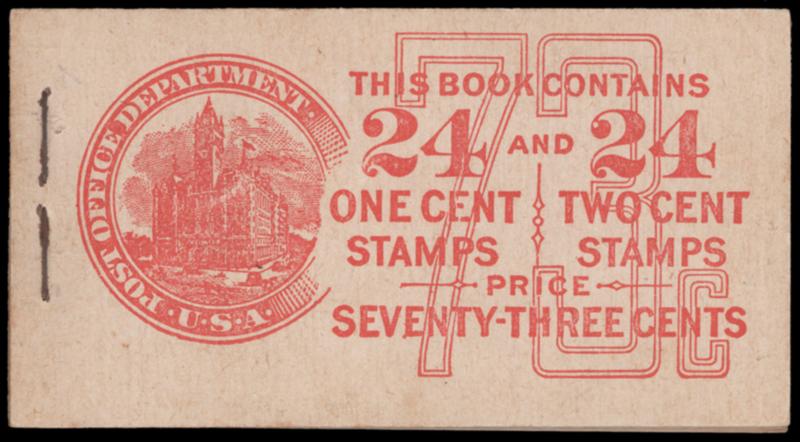 POST OFFICE DEPARTMENT.
· U·S·A ·
THIS BOOK CONTAINS
24 AND 24
ONE CENT TWO CENT
STAMPS STAMPS
PRICE
SEVENTY-THREE CENTS
73c